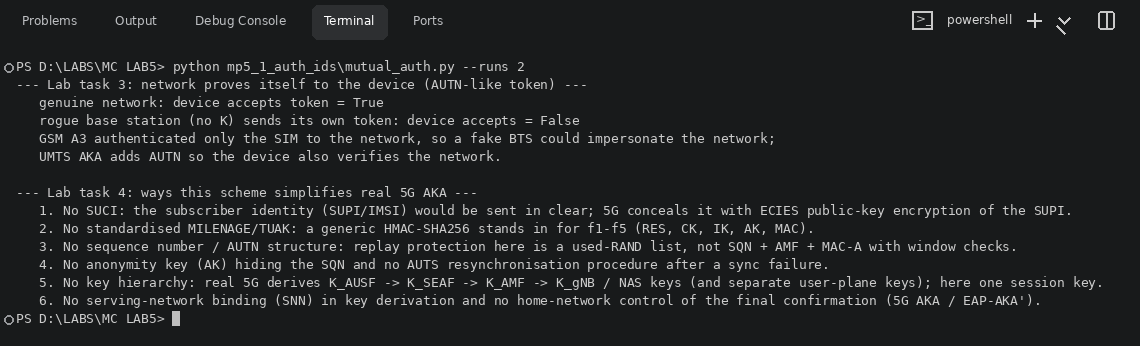 Problems Output Debug Console Terminal Ports powershell
PS D:\LABS\MC LAB5> python mp5_1_auth_ids\mutual_auth.py --runs 2
--- Lab task 3: network proves itself to the device (AUTN-like token) ---
genuine network: device accepts token = True
rogue base station (no K) sends its own token: device accepts = False
GSM A3 authenticated only the SIM to the network, so a fake BTS could impersonate the network;
UMTS AKA adds AUTN so the device also verifies the network.
--- Lab task 4: ways this scheme simplifies real 5G AKA ---
1. No SUCI: the subscriber identity (SUPI/IMSI) would be sent in clear; 5G conceals it with ECIES public-key encryption of the SUPI.
2. No standardised MILENAGE/TUAK: a generic HMAC-SHA256 stands in for f1-f5 (RES, CK, IK, AK, MAC).
3. No sequence number / AUTN structure: replay protection here is a used-RAND list, not SQN + AMF + MAC-A with window checks.
4. No anonymity key (AK) hiding the SQN and no AUTS resynchronisation procedure after a sync failure.
5. No key hierarchy: real 5G derives K_AUSF -> K_SEAF -> K_AMF -> K_gNB / NAS keys (and separate user-plane keys); here one session key.
6. No serving-network binding (SNN) in key derivation and no home-network control of the final confirmation (5G AKA / EAP-AKA').
PS D:\LABS\MC LAB5>